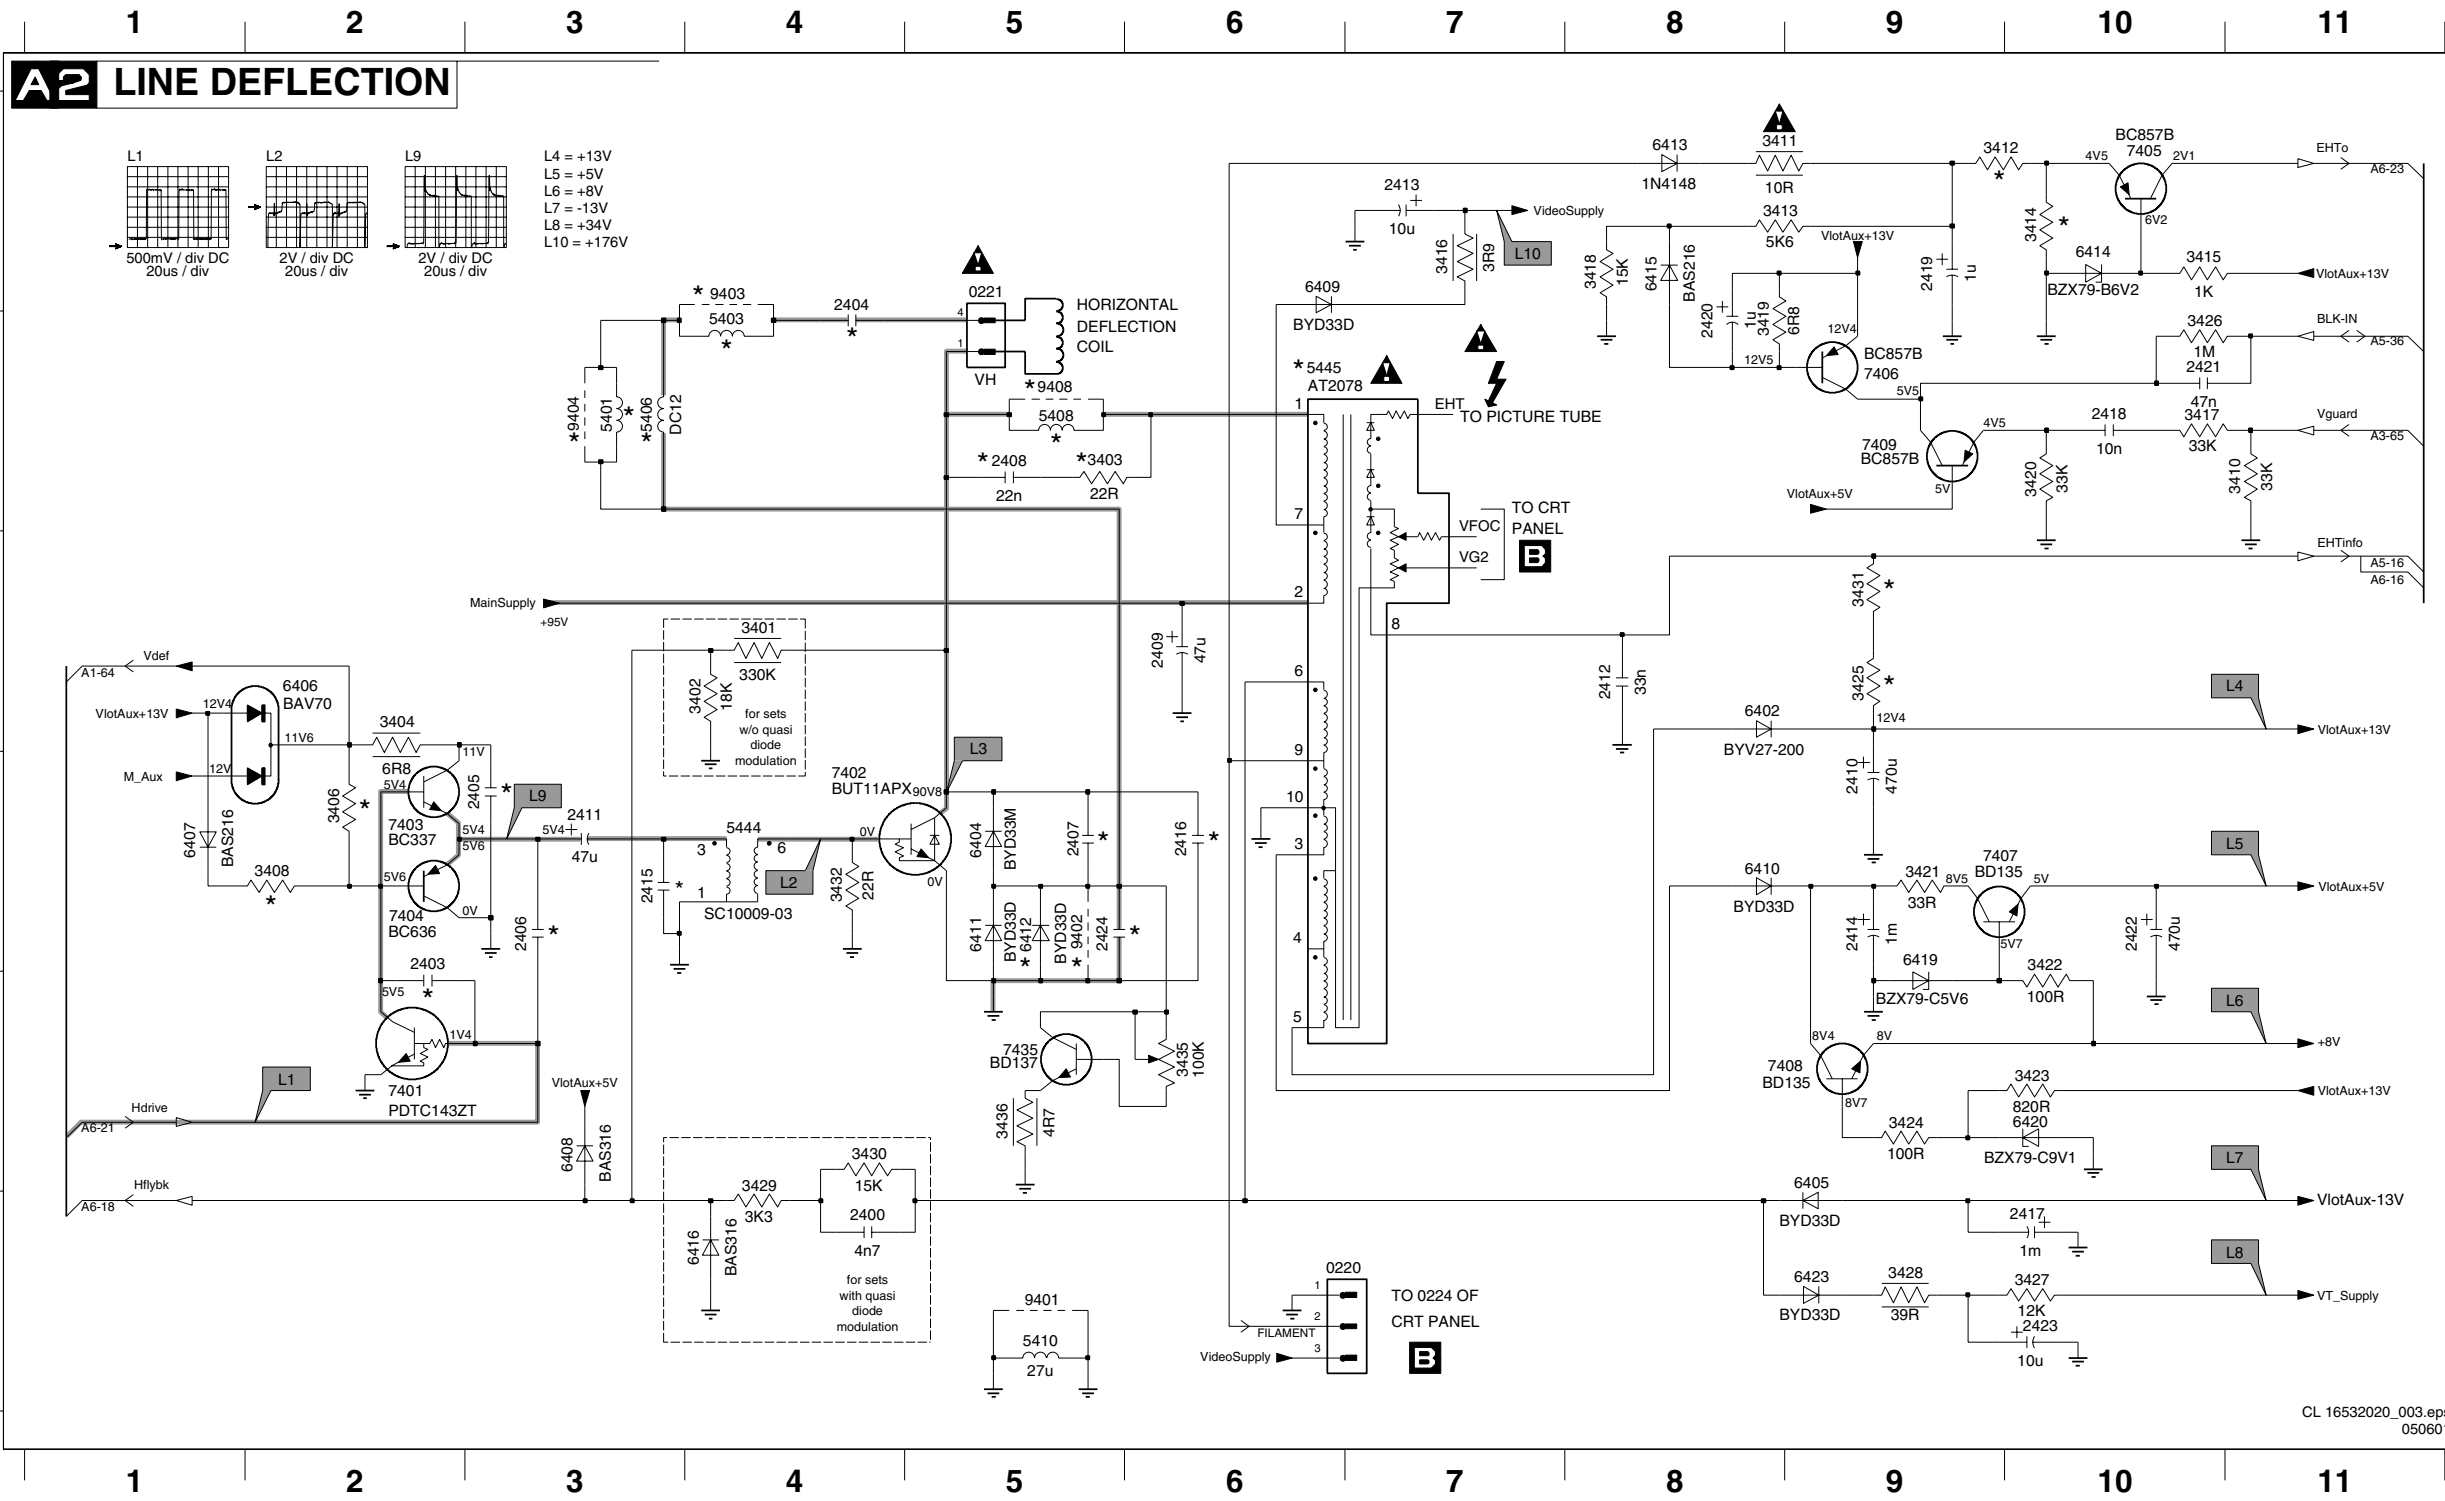 1 2 3 4 5 6 7 8 9 10 11
A2 LINE DEFLECTION
L1
500mV / div DC
20us / div
L2
2V / div DC
20us / div
L9
2V / div DC
20us / div
L4 = +13V
L5 = +5V
L6 = +8V
L7 = -13V
L8 = +34V
L10 = +176V
* 9403
5403
*
2404
*
0221
4
1
VH
HORIZONTAL
DEFLECTION
COIL
*9404
5401
*
*5406
DC12
*9408
5408
*
* 2408
22n
*3403
22R
2413
+
10u
VideoSupply
3416
3R9
L10
6409
BYD33D
6413
1N4148
3411
10R
3413
5K6
3418
15K
6415
BAS216
VlotAux+13V
2419
+
1u
2420
+
1u
3419
6R8
12V4
12V5
BC857B
7406
5V5
3412
*
3414
*
BC857B
7405
4V5
2V1
6V2
6414
BZX79-B6V2
3415
1K
EHTo
A6-23
VlotAux+13V
3426
1M
2421
47n
BLK-IN
A5-36
7409
BC857B
4V5
5V
VlotAux+5V
2418
10n
3417
33K
3420
33K
3410
33K
Vguard
A3-65
* 5445
AT2078
1
7
2
6
9
10
3
4
5
8
EHT
TO PICTURE TUBE
VFOC
VG2
TO CRT
PANEL
B
EHTinfo
A5-16
A6-16
3431
*
3425
*
MainSupply
+95V
3401
330K
3402
18K
for sets
w/o quasi
diode
modulation
2409
+
47u
2412
33n
Vdef
A1-64
VlotAux+13V
12V4
6406
BAV70
11V6
M_Aux
12V
6407
BAS216
3404
6R8
11V
5V4
3406
*
3408
*
7403
BC337
5V4
5V6
5V6
7404
BC636
0V
2405
*
L9
5V4
2411
+
47u
2406
*
2415
*
5444
3
1
6
SC10009-03
L2
3432
22R
7402
BUT11APX
90V8
0V
0V
L3
6404
BYD33M
2407
*
2416
*
6411
BYD33D
* 6412
BYD33D
* 9402
2424
*
2403
*
5V5
1V4
7401
PDTC143ZT
L1
Hdrive
A6-21
VlotAux+5V
6408
BAS316
Hflybk
A6-18
7435
BD137
3435
100K
3436
4R7
3429
3K3
3430
15K
2400
4n7
6416
BAS316
for sets
with quasi
diode
modulation
9401
5410
27u
0220
1
2
3
FILAMENT
VideoSupply
TO 0224 OF
CRT PANEL
B
6402
BYV27-200
12V4
2410
+
470u
L4
VlotAux+13V
6410
BYD33D
3421
33R
8V5
7407
BD135
5V
5V7
2414
+
1m
6419
BZX79-C5V6
3422
100R
2422
+
470u
L5
VlotAux+5V
L6
+8V
8V4
8V
7408
BD135
8V7
3423
820R
VlotAux+13V
3424
100R
6420
BZX79-C9V1
6405
BYD33D
2417
+
1m
L7
VlotAux-13V
6423
BYD33D
3428
39R
3427
12K
+2423
10u
L8
VT_Supply
CL 16532020_003.eps
1 2 3 4 5 6 7 8 9 10 11